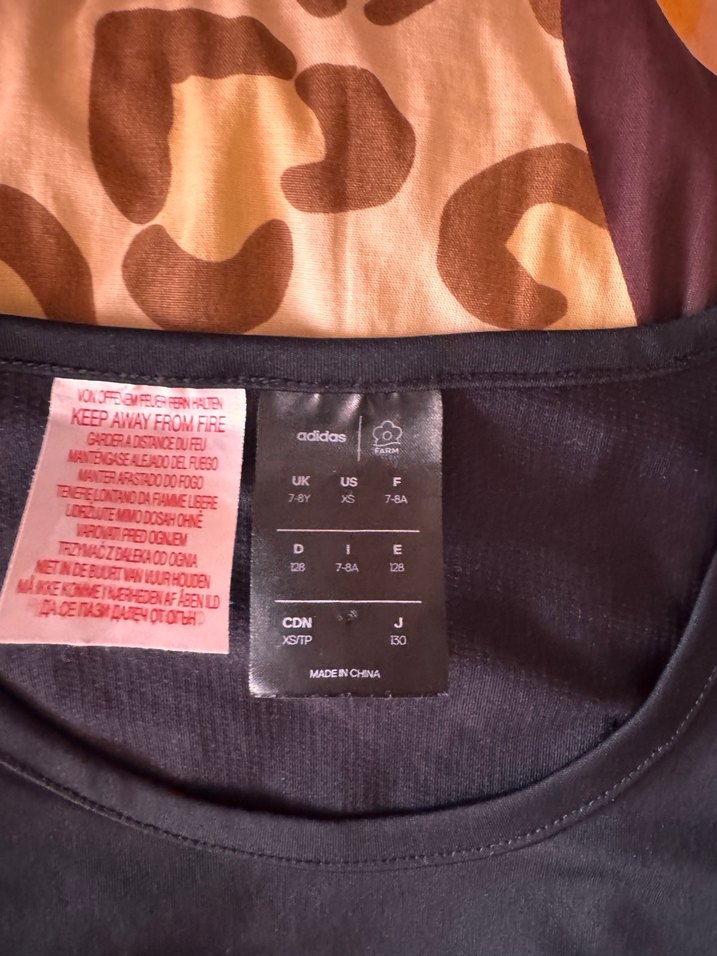 VON OFFENEM FEUER FERN HALTEN
KEEP AWAY FROM FIRE
GARDER A DISTANCE DU FEU
MANTÉNGASE ALEJADO DEL FUEGO
MANTER AFASTADO DO FOGO
TENERE LONTANO DA FIAMME LIBERE
UDRŽUJTE MIMO DOSAH OHNĚ
VAROVATI PRED OGNJEM
TRZYMAĆ Z DALEKA OD OGNIA
NIET IN DE BUURT VAN VUUR HOUDEN
MÅ IKKE KOMME I NÆRHEDEN AF ÅBEN ILD
ДА СЕ ПАЗИ ДАЛЕЧ ОТ ОГЪН
adidas FARM
UK US F
7-8Y XS 7-8A
D I E
128 7-8A 128
CDN J
XS/TP 130
MADE IN CHINA